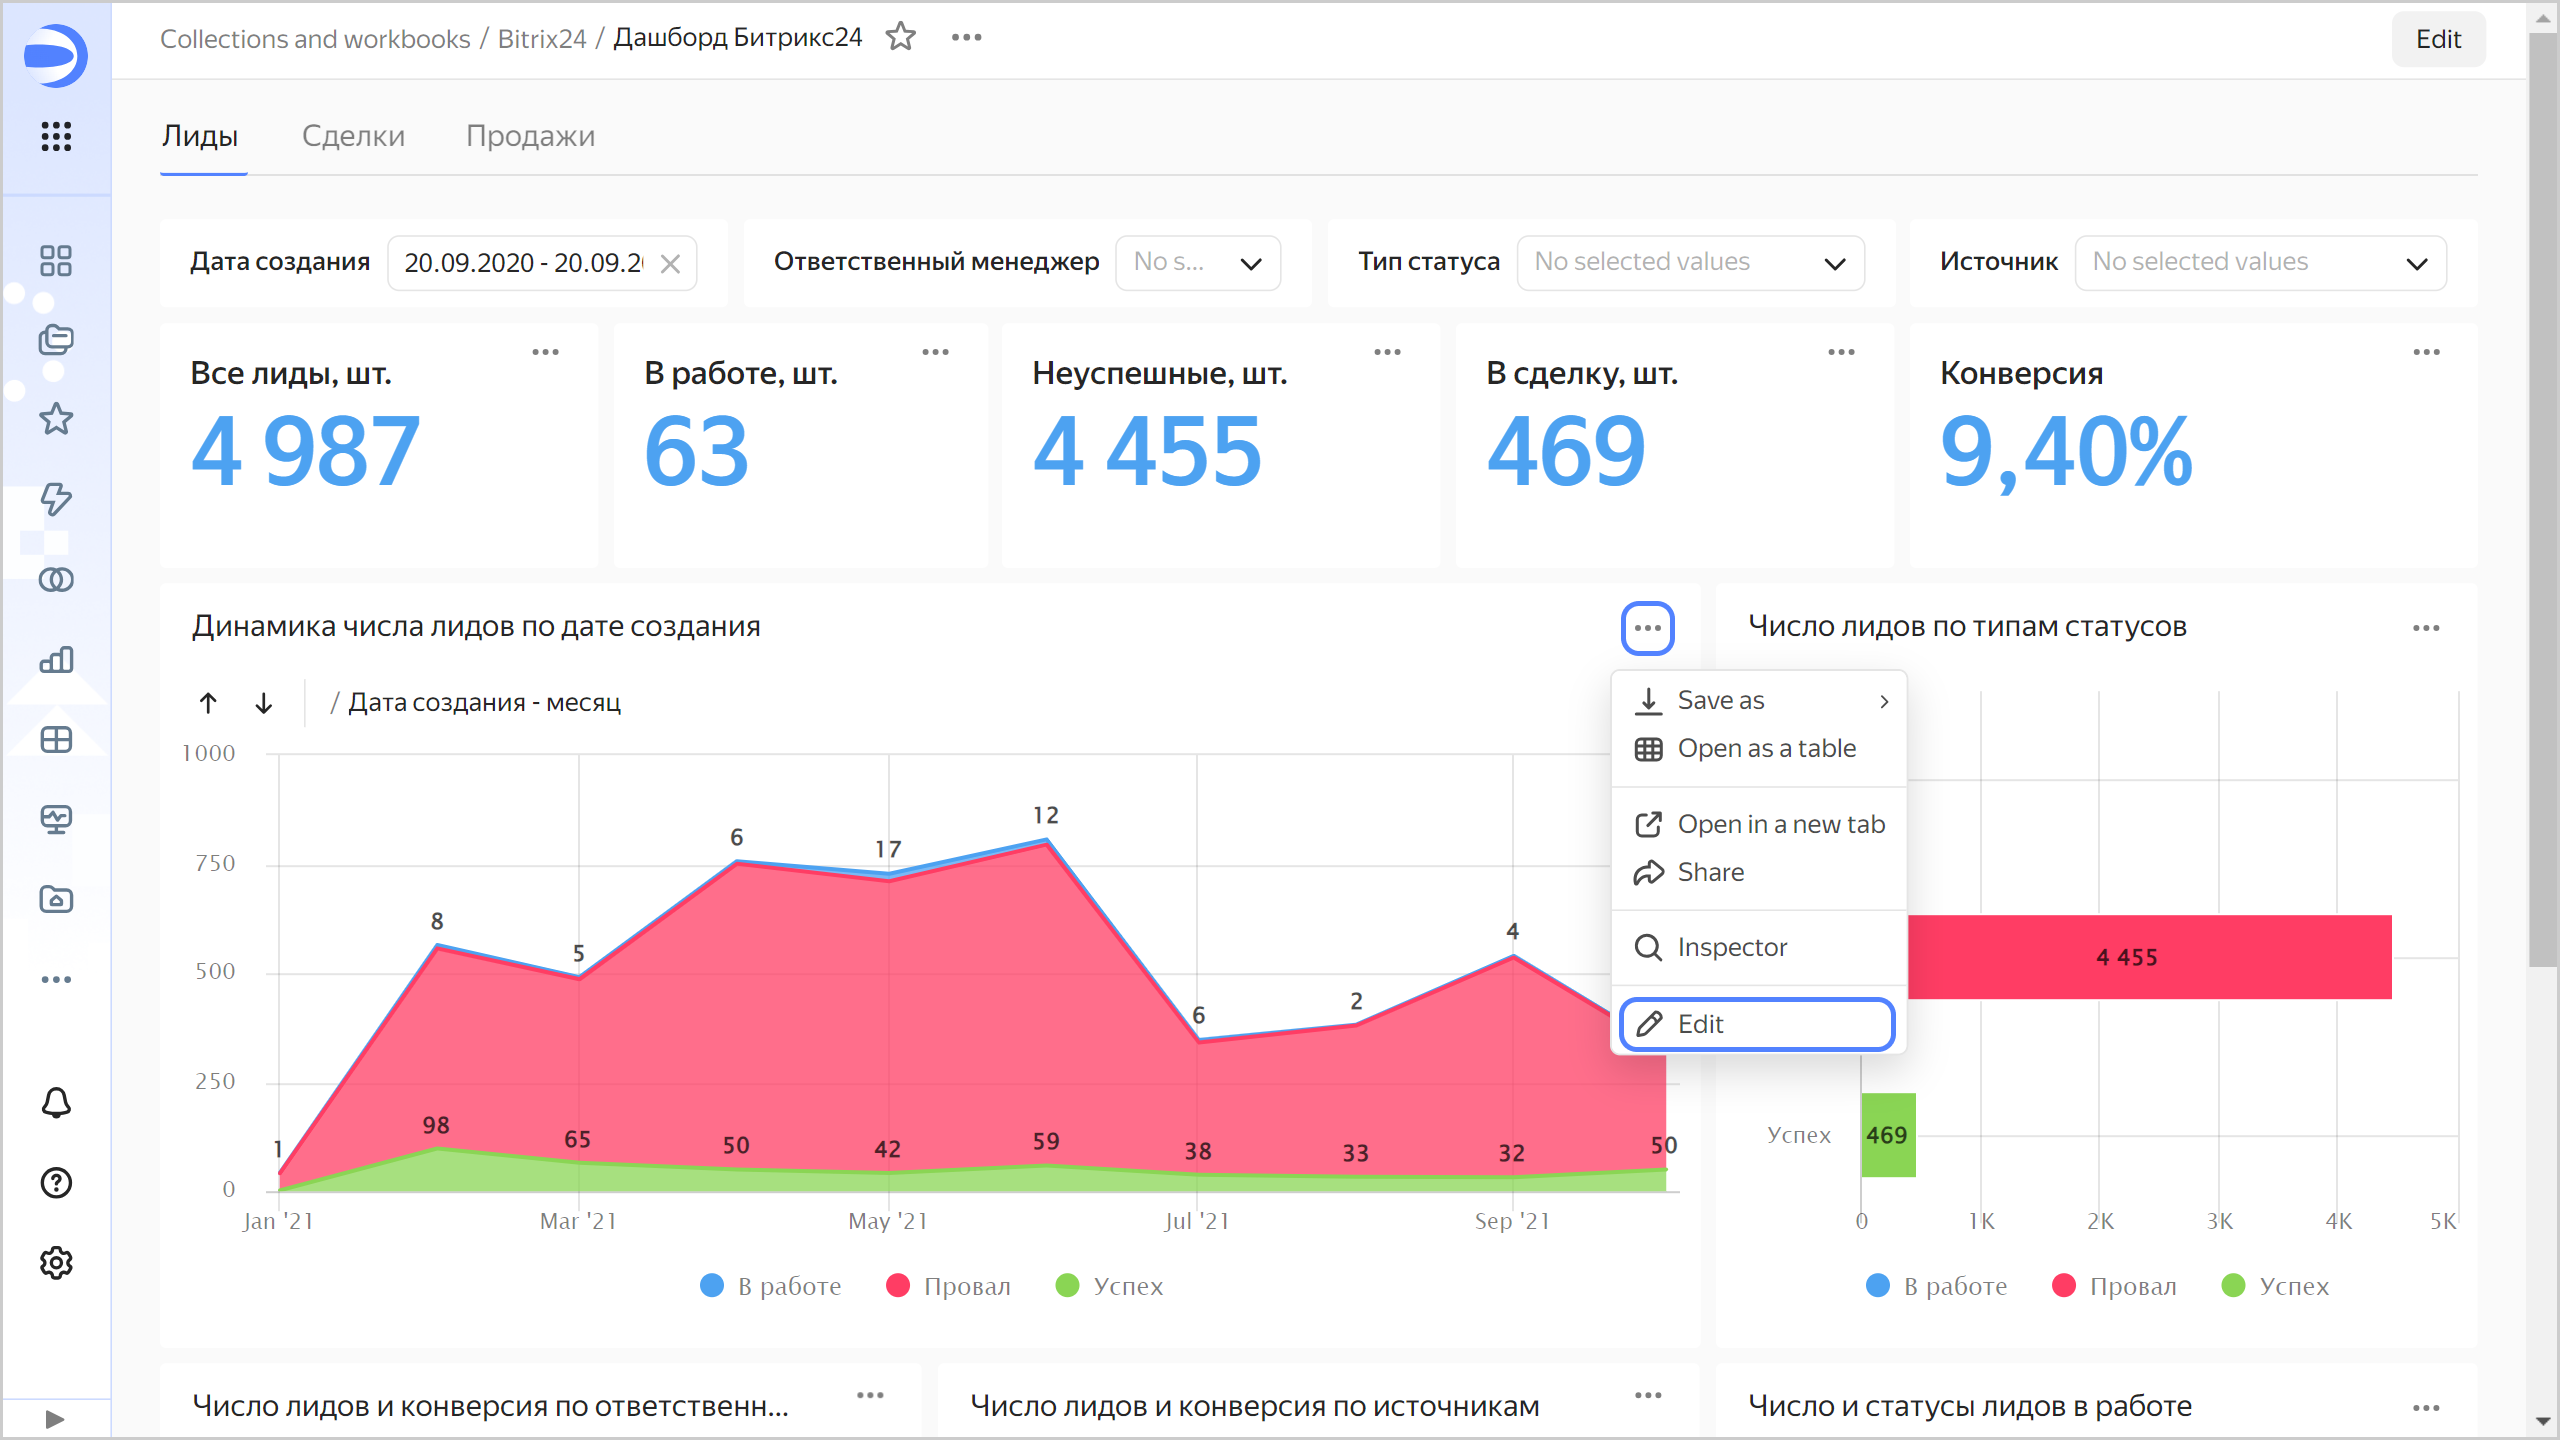 Collections and workbooks / Bitrix24 / Дашборд Битрикс24
Edit
Лиды Сделки Продажи
Дата создания 20.09.2020 - 20.09.2
Ответственный менеджер No s...
Тип статуса No selected values
Источник No selected values
Все лиды, шт.
4 987
В работе, шт.
63
Неуспешные, шт.
4 455
В сделку, шт.
469
Конверсия
9,40%
Динамика числа лидов по дате создания
/ Дата создания - месяц
1000
750
500
250
0
12
17
6
8
5
4
2
6
1
98
65
50
42
59
38
33
32
50
Jan '21 Mar '21 May '21 Jul '21 Sep '21
В работе Провал Успех
Save as
Open as a table
Open in a new tab
Share
Inspector
Edit
Число лидов по типам статусов
4 455
Успех 469
0 1K 2K 3K 4K 5K
В работе Провал Успех
Число лидов и конверсия по ответственн...
Число лидов и конверсия по источникам
Число и статусы лидов в работе